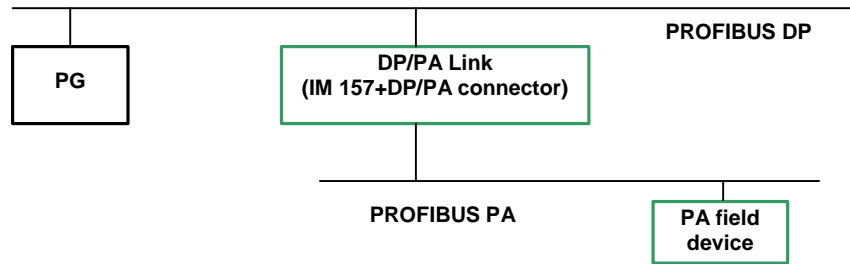 PROFIBUS DP
PG
DP/PA Link
(IM 157+DP/PA connector)
PROFIBUS PA
PA field
device